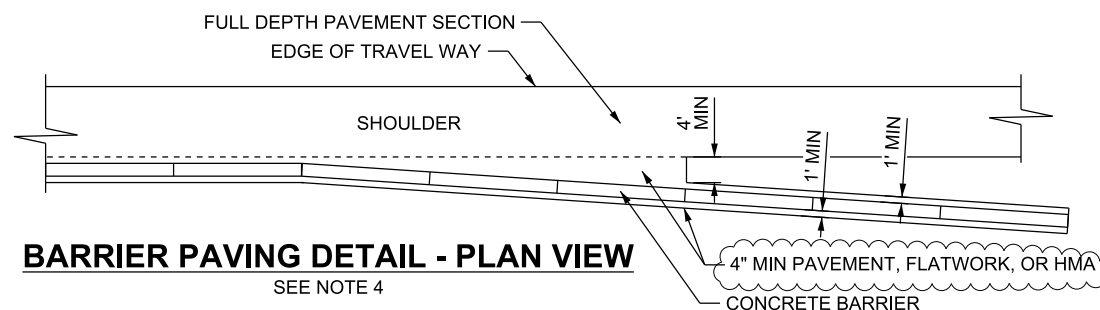 FULL DEPTH PAVEMENT SECTION
EDGE OF TRAVEL WAY
SHOULDER
4' MIN
1' MIN
1' MIN
BARRIER PAVING DETAIL - PLAN VIEW
SEE NOTE 4
4" MIN PAVEMENT, FLATWORK, OR HMA
CONCRETE BARRIER